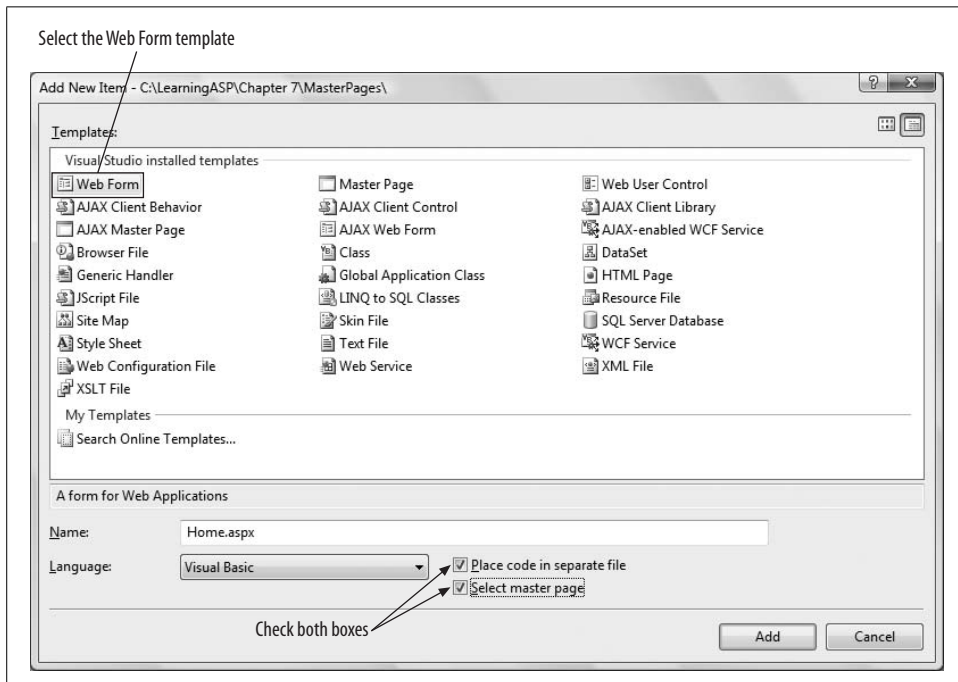 Select the Web Form template
Add New Item - C:\LearningASP\Chapter 7\MasterPages\
Templates:
Visual Studio installed templates
Web Form
Master Page
Web User Control
AJAX Client Behavior
AJAX Client Control
AJAX Client Library
AJAX Master Page
AJAX Web Form
AJAX-enabled WCF Service
Browser File
Class
DataSet
Generic Handler
Global Application Class
HTML Page
JScript File
LINQ to SQL Classes
Resource File
Site Map
Skin File
SQL Server Database
Style Sheet
Text File
WCF Service
Web Configuration File
Web Service
XML File
XSLT File
My Templates
Search Online Templates...
A form for Web Applications
Name:
Home.aspx
Language:
Visual Basic
Place code in separate file
Select master page
Check both boxes
Add
Cancel